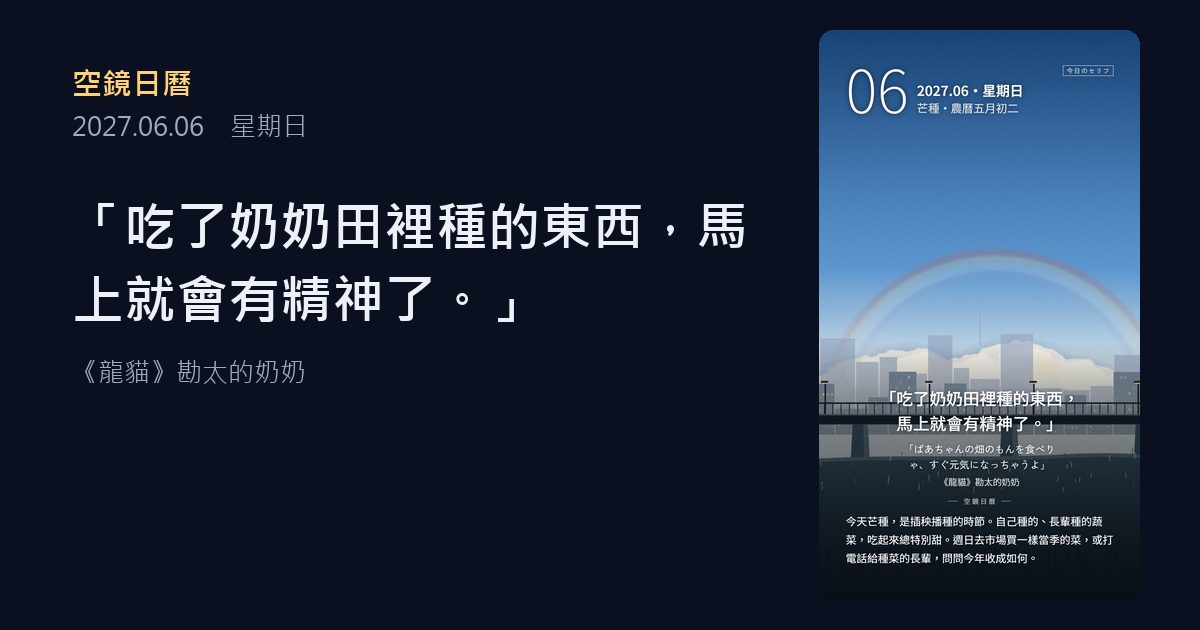 空鏡日曆
2027.06.06 星期日
「吃了奶奶田裡種的東西，馬
上就會有精神了。」
《龍貓》勘太的奶奶
今日のセリフ
06
2027.06・星期日
芒種・農曆五月初二
「吃了奶奶田裡種的東西，
馬上就會有精神了。」
「ばあちゃんの畑のもんを食べり
ゃ、すぐ元気になっちゃうよ」
《龍貓》勘太的奶奶
— 空鏡日曆 —
今天芒種，是插秧播種的時節。自己種的、長輩種的蔬
菜，吃起來總特別甜。週日去市場買一樣當季的菜，或打
電話給種菜的長輩，問問今年收成如何。